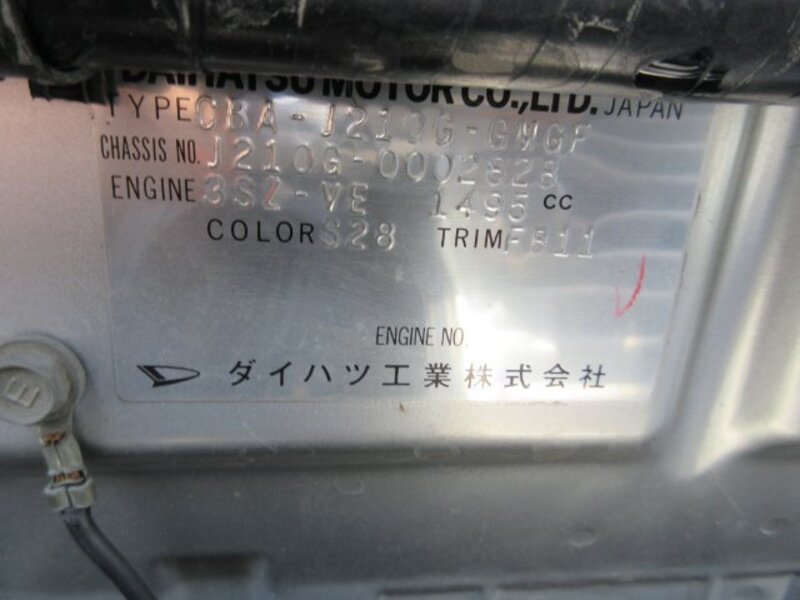 DAIHATSU MOTOR CO.,LTD. JAPAN
TYPE CBA-J210G-GMGF
CHASSIS NO. J210G-0002828
ENGINE 3SZ-VE 1495 CC
COLOR S28 TRIM FB11
ENGINE NO.
ダイハツ工業株式会社
E